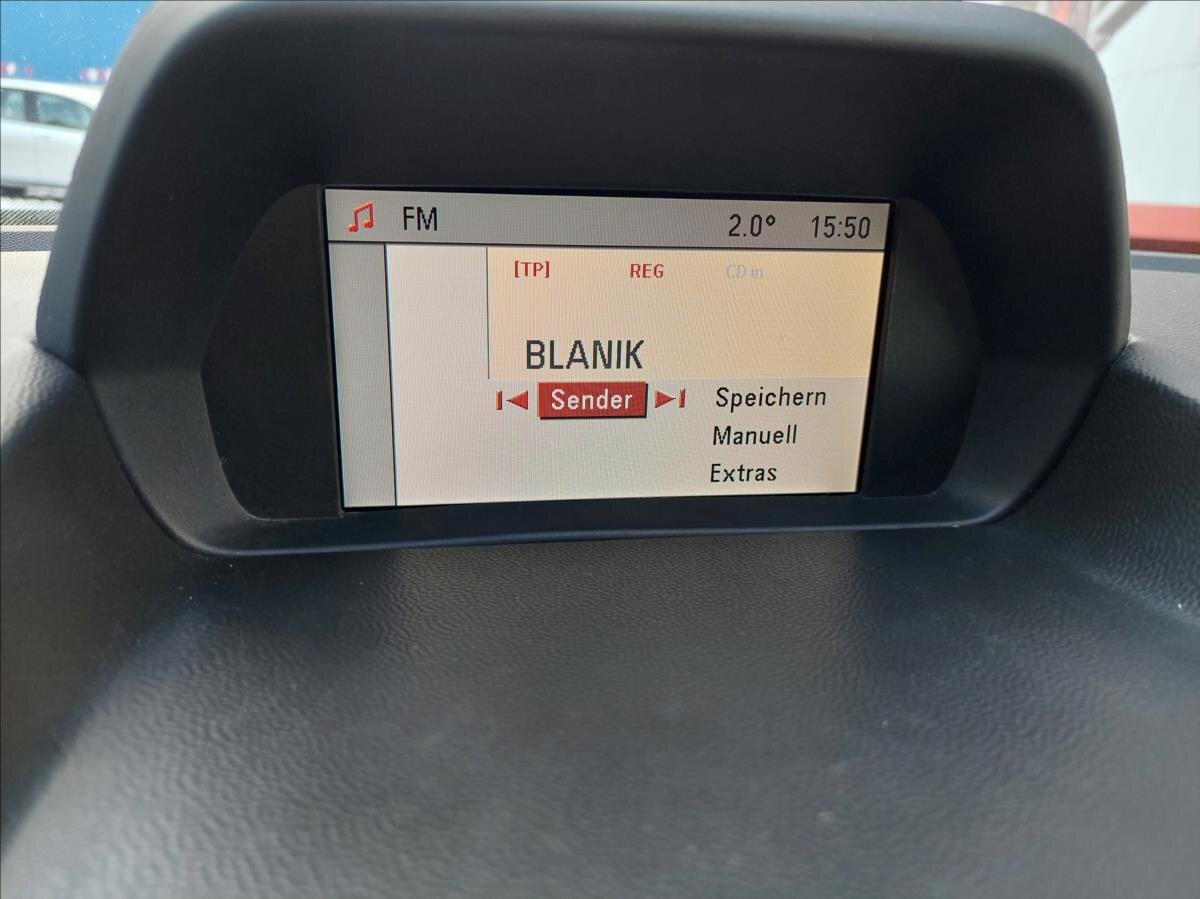 FM 2.0° 15:50
[TP] REG CD in
BLANIK
Sender Speichern
Manuell
Extras